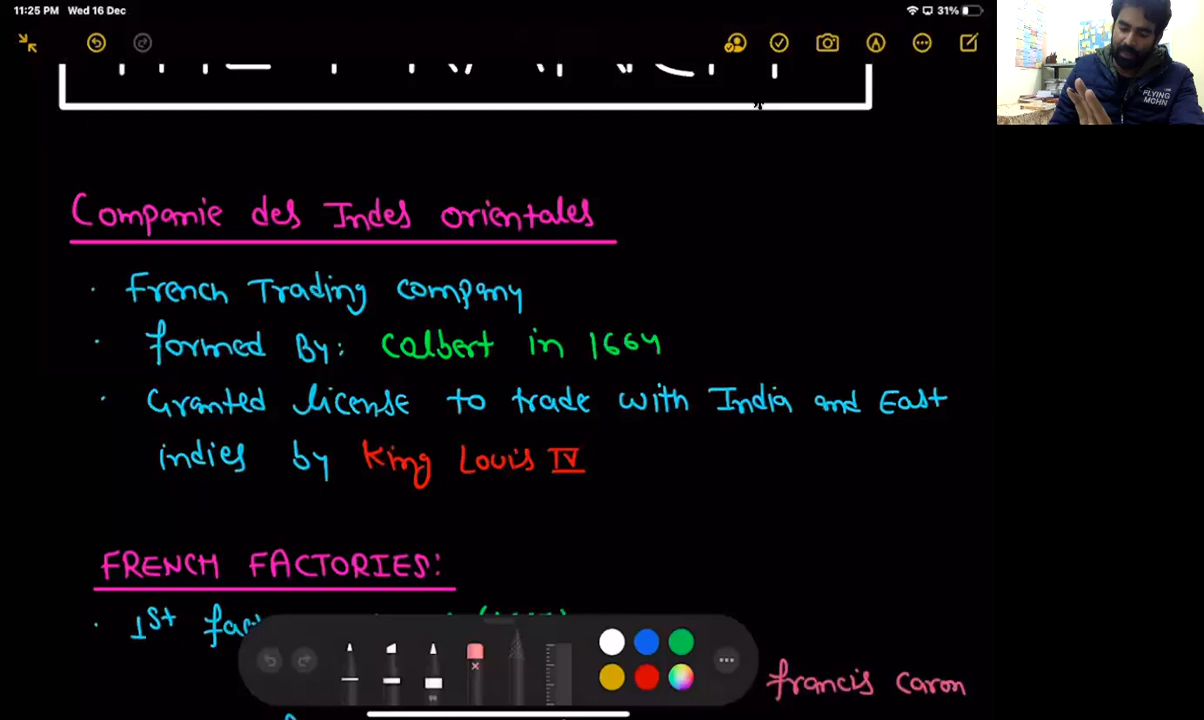 11:25 PM Wed 16 Dec 31%
FLYING
MCHN
Companie des Indes orientales
· French Trading company
· formed By: Calbert in 1664
· Granted license to trade with India and East
indies by King Louis IV
FRENCH FACTORIES:
· 1st
francis caron